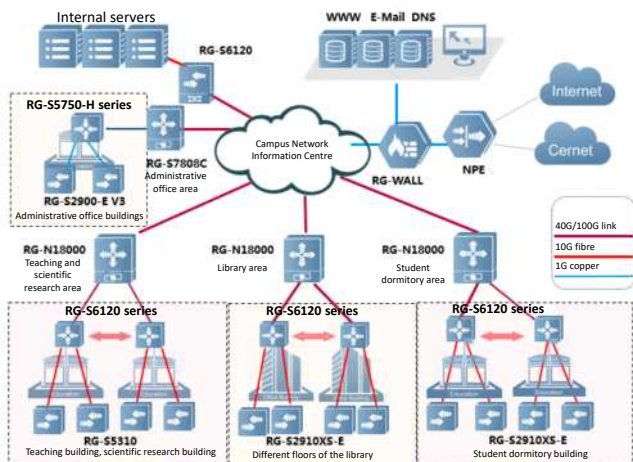 Internal servers
WWW E-Mail DNS
RG-S6120
RG-S5750-H series
Internet
Campus Network
Information Centre
RG-S7808C
Administrative
office area
RG-WALL
NPE
Cernet
RG-S2900-E V3
Administrative office buildings
40G/100G link
10G fibre
1G copper
RG-N18000
Teaching and
scientific
research area
RG-N18000
Library area
RG-N18000
Student
dormitory area
RG-S6120 series
RG-S6120 series
RG-S6120 series
Education
Education
Education
Education
RG-S5310
Teaching building, scientific research building
RG-S2910XS-E
Different floors of the library
RG-S2910XS-E
Student dormitory building